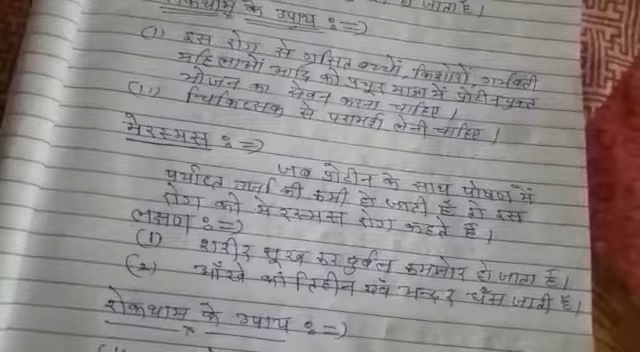 जाता है।
रोकथाम के उपाय :=)
(i) इस रोग से ग्रसित बच्चों, किशोरों गर्भवती
महिलाओं आदि को प्रचुर मात्रा में प्रोटीनयुक्त
भोजन का सेवन करना चाहिए।
(ii) चिकित्सक से परामर्श लेनी चाहिए।
मेरस्मस :=)
जब प्रोटीन के साथ पोषण में
पर्याप्त ऊर्जा की कमी हो जाती है तो इस
रोग को मेरस्मस रोग कहते हैं।
लक्षण :=)
(1) शरीर सूख कर दुर्बल कमजोर हो जाता है।
(2) आँखे कांतिहीन एवं अन्दर धँस जाती है।
रोकथाम के उपाय :=)